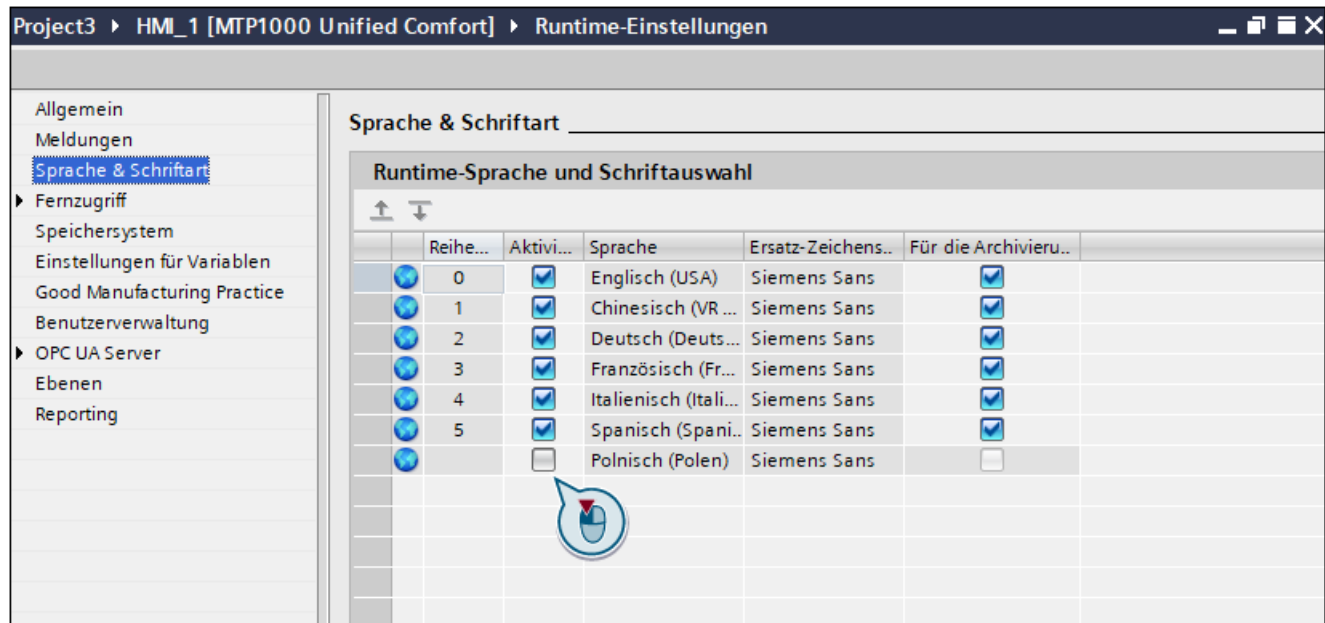 Project3 ▸ HMI_1 [MTP1000 Unified Comfort] ▸ Runtime-Einstellungen
Allgemein
Meldungen
Sprache & Schriftart
Fernzugriff
Speichersystem
Einstellungen für Variablen
Good Manufacturing Practice
Benutzerverwaltung
OPC UA Server
Ebenen
Reporting
Sprache & Schriftart
Runtime-Sprache und Schriftauswahl
Reihe... Aktivi... Sprache Ersatz-Zeichens.. Für die Archivieru..
0 Englisch (USA) Siemens Sans
1 Chinesisch (VR ... Siemens Sans
2 Deutsch (Deuts... Siemens Sans
3 Französisch (Fr... Siemens Sans
4 Italienisch (Itali... Siemens Sans
5 Spanisch (Spani.. Siemens Sans
Polnisch (Polen) Siemens Sans